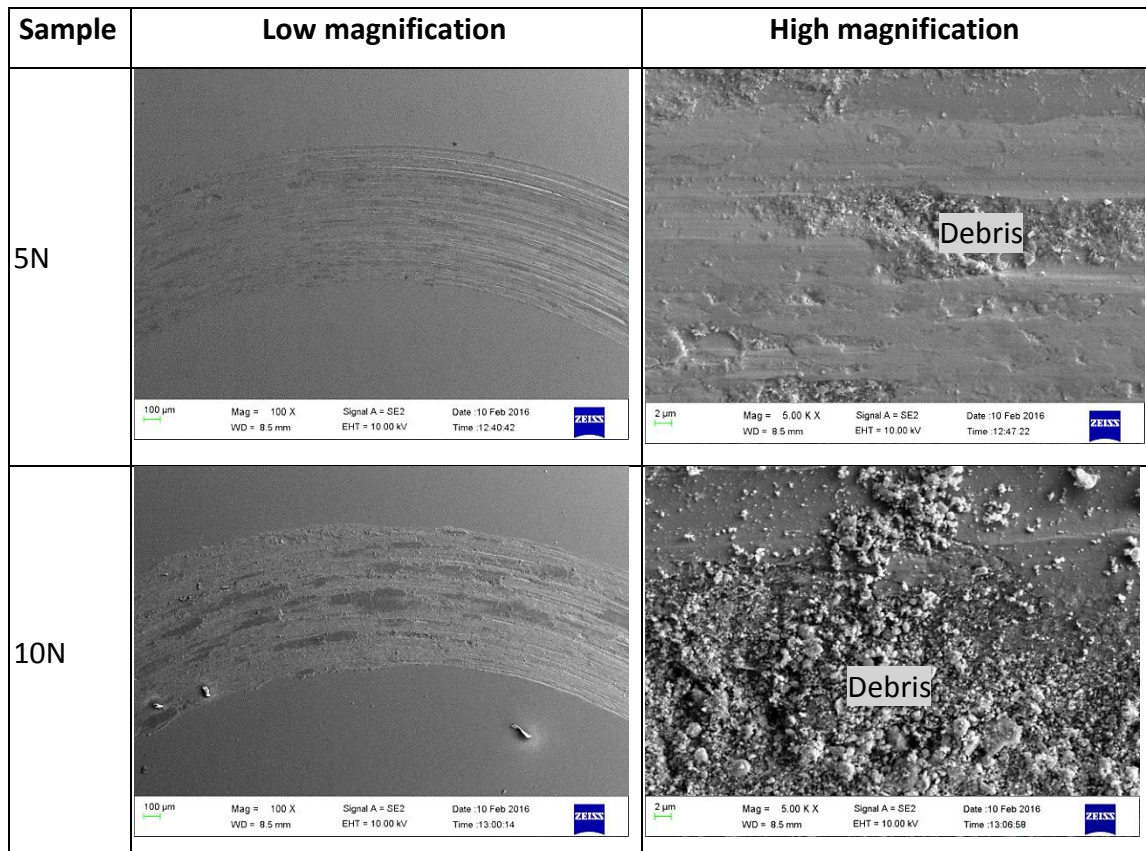 Sample
Low magnification
High magnification
5N
100 µm
Mag = 100 X
Signal A = SE2
Date :10 Feb 2016
WD = 8.5 mm
EHT = 10.00 kV
Time :12:40:42
ZEISS
Debris
2 µm
Mag = 5.00 K X
Signal A = SE2
Date :10 Feb 2016
WD = 8.5 mm
EHT = 10.00 kV
Time :12:47:22
ZEISS
10N
100 µm
Mag = 100 X
Signal A = SE2
Date :10 Feb 2016
WD = 8.5 mm
EHT = 10.00 kV
Time :13:00:14
ZEISS
Debris
2 µm
Mag = 5.00 K X
Signal A = SE2
Date :10 Feb 2016
WD = 8.5 mm
EHT = 10.00 kV
Time :13:06:58
ZEISS